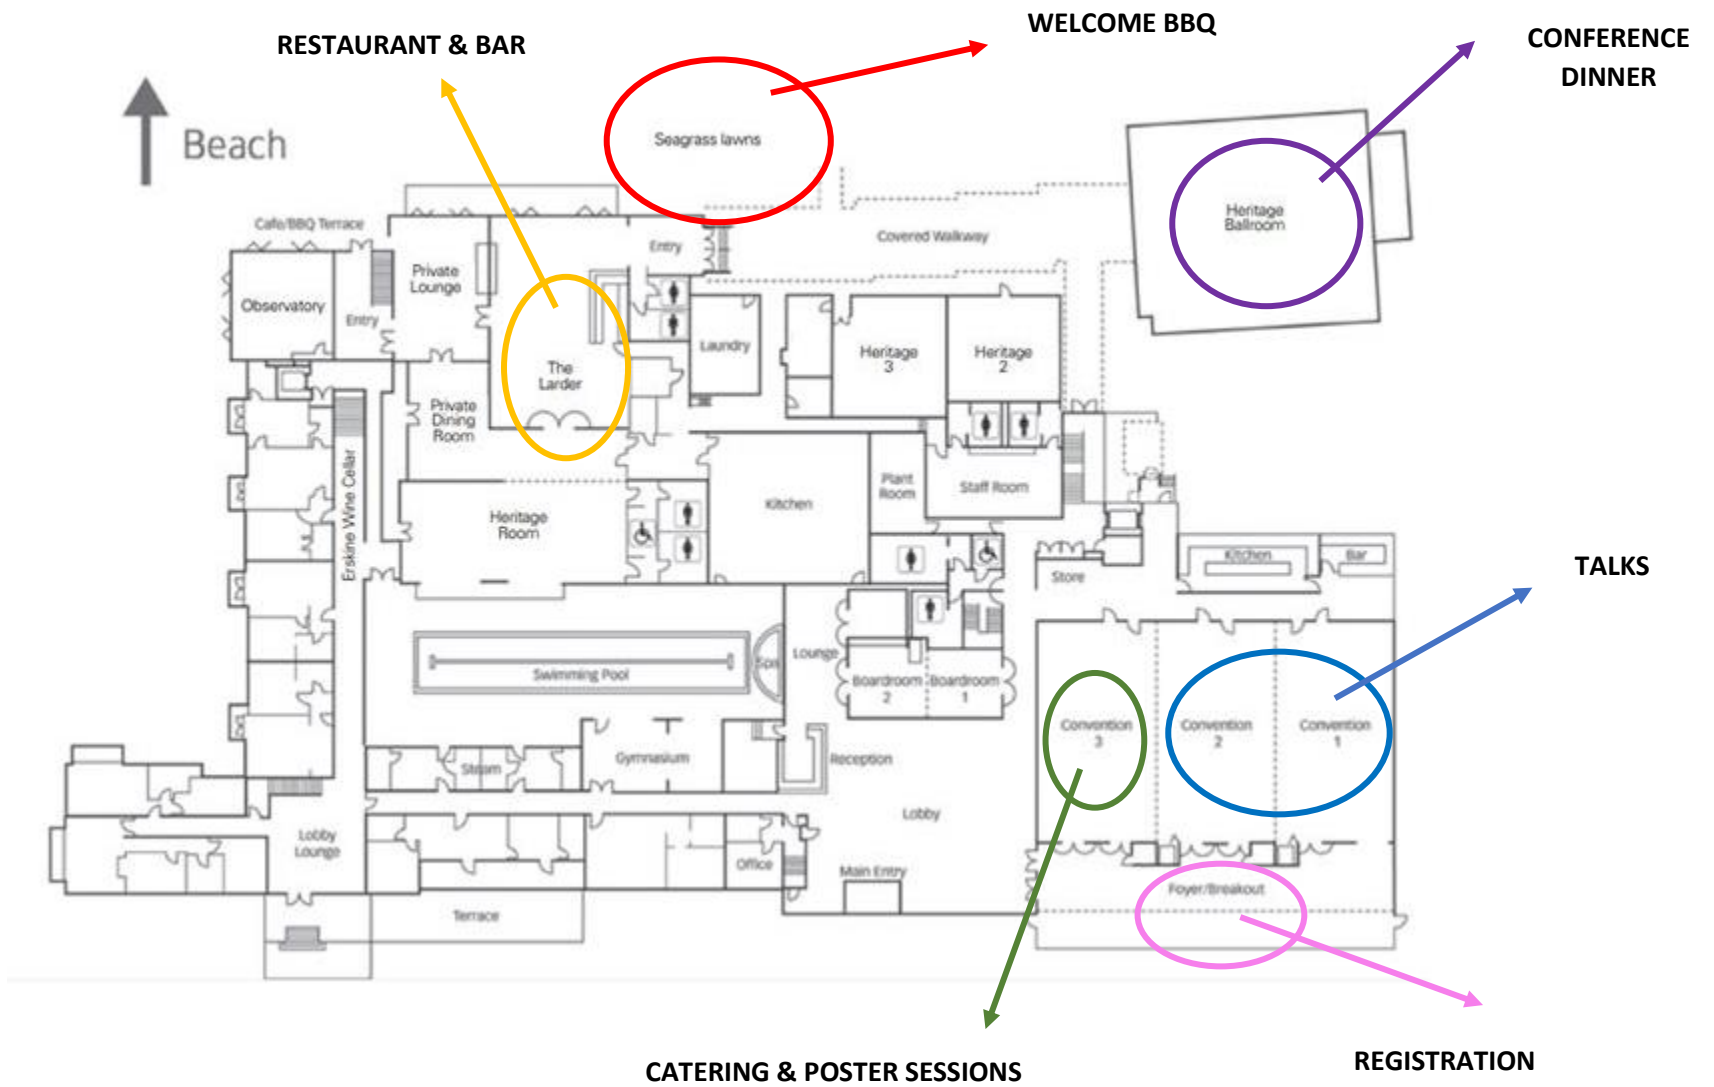 WELCOME BBQ
RESTAURANT & BAR
CONFERENCE
DINNER
Beach
Seagrass lawns
Cafe/BBQ Terrace
Heritage
Ballroom
Entry
Covered Walkway
Private
Lounge
Observatory
Entry
Laundry
Heritage
3
Heritage
2
The
Larder
Private
Dining
Room
Erskine Wine Cellar
Plant
Room
Staff Room
Kitchen
Heritage
Room
Kitchen
Bar
Store
TALKS
Lounge
Spa
Swimming Pool
Boardroom
2
Boardroom
1
Convention
3
Convention
2
Convention
1
Gymnasium
Steam
Reception
Lobby
Lobby
Lounge
Office
Main Entry
Foyer/Breakout
Terrace
REGISTRATION
CATERING & POSTER SESSIONS